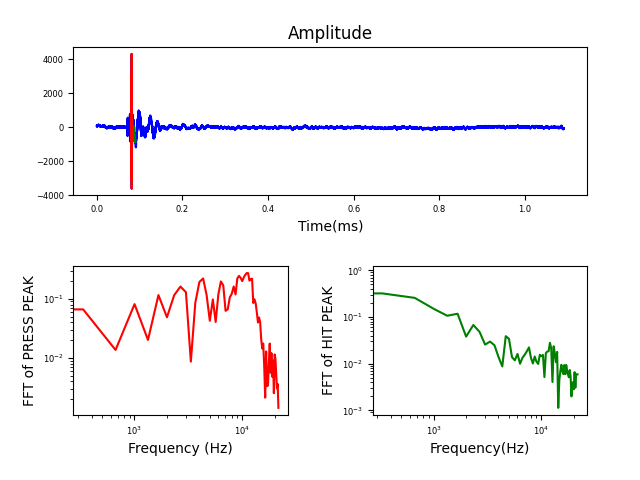 Amplitude
4000
2000
0
−2000
−4000
0.0 0.2 0.4 0.6 0.8 1.0
Time(ms)
FFT of PRESS PEAK
10⁻¹
10⁻²
10³ 10⁴
Frequency (Hz)
FFT of HIT PEAK
10⁰
10⁻¹
10⁻²
10⁻³
10³ 10⁴
Frequency(Hz)